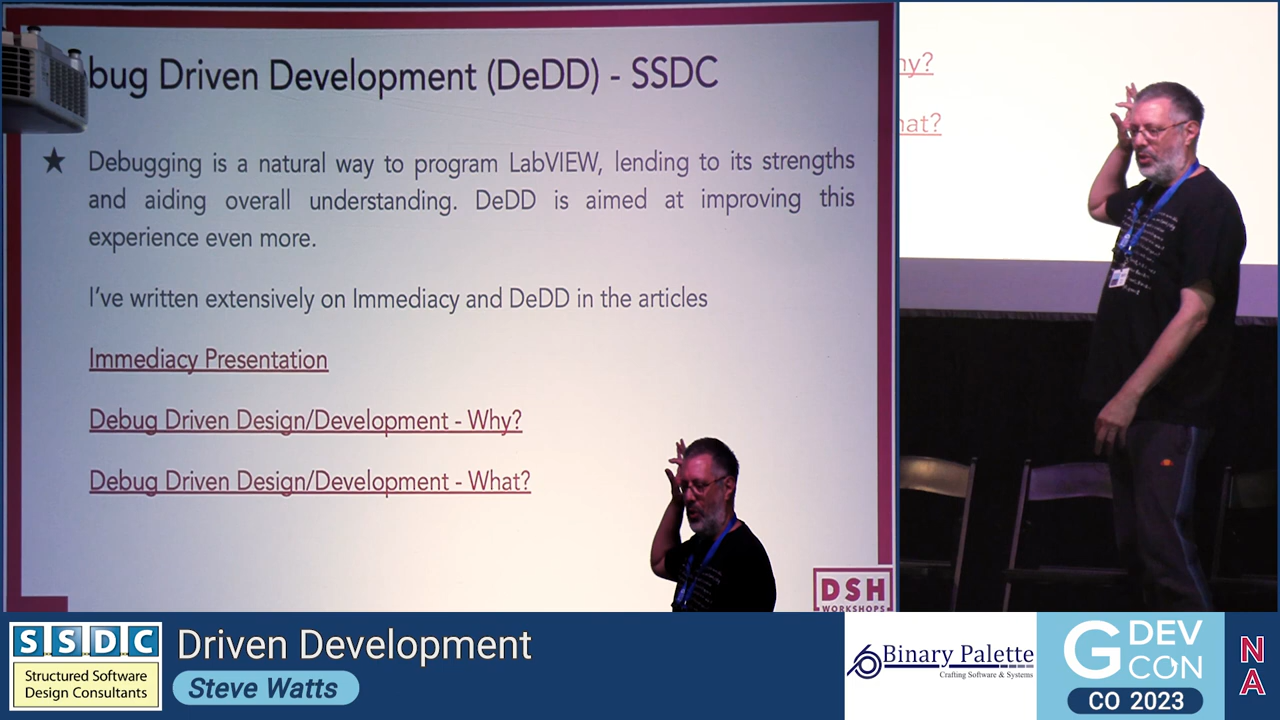 bug Driven Development (DeDD) - SSDC
★ Debugging is a natural way to program LabVIEW, lending to its strengths
and aiding overall understanding. DeDD is aimed at improving this
experience even more.
I've written extensively on Immediacy and DeDD in the articles
Immediacy Presentation
Debug Driven Design/Development - Why?
Debug Driven Design/Development - What?
DSH
WORKSHOPS
hy?
hat?
SSDC
Structured Software
Design Consultants
Driven Development
Steve Watts
Binary Palette
Crafting Software & Systems
G DEV
CON
CO 2023
NA